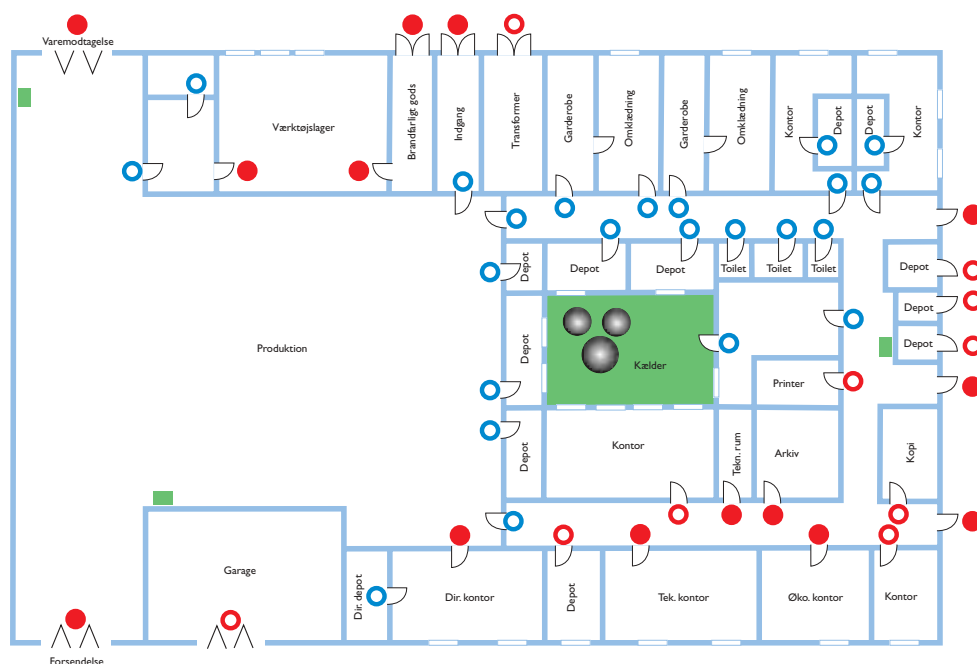 Varemodtagelse
Værktøjslager
Brandfarligt gods
Indgang
Transformer
Garderobe
Omklædning
Garderobe
Omklædning
Kontor
Depot
Depot
Kontor
Depot
Depot
Depot
Toilet
Toilet
Toilet
Depot
Depot
Depot
Produktion
Depot
Kælder
Printer
Depot
Kontor
Tekn. rum
Arkiv
Kopi
Garage
Dir. depot
Dir. kontor
Depot
Tek. kontor
Øko. kontor
Kontor
Forsendelse